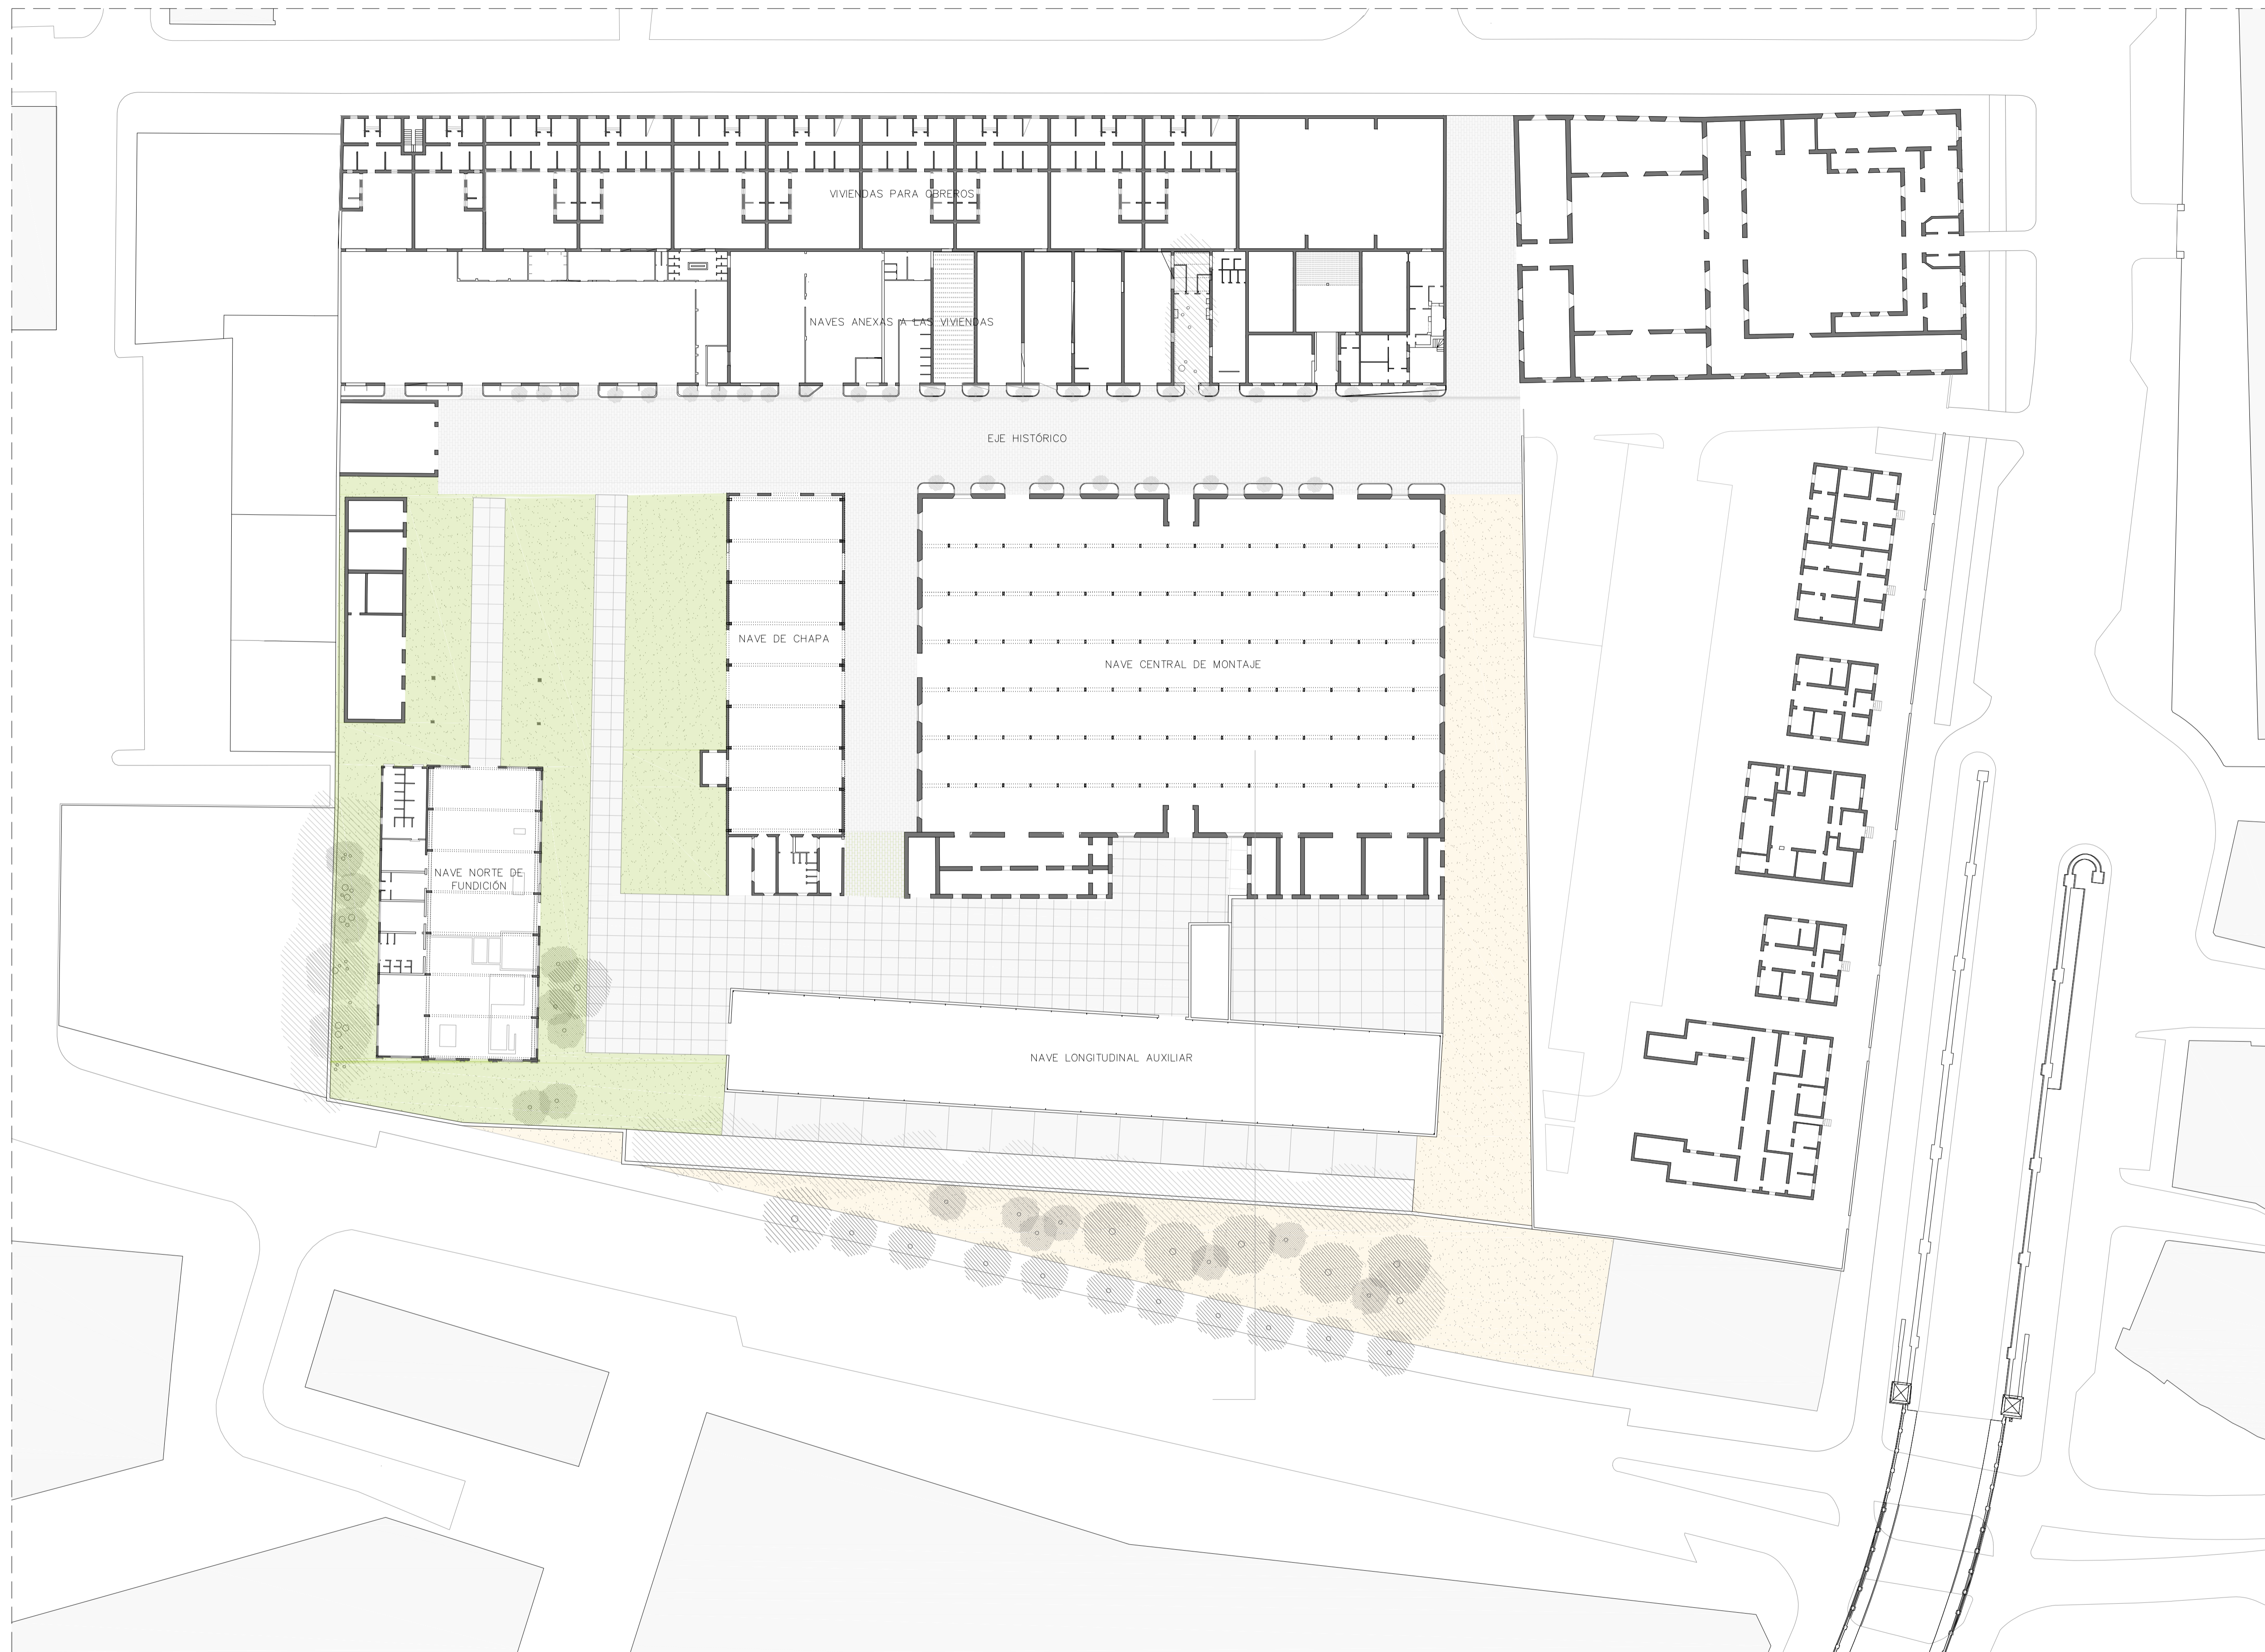 VIVIENDAS PARA OBREROS
NAVES ANEXAS A LAS VIVIENDAS
EJE HISTÓRICO
NAVE DE CHAPA
NAVE CENTRAL DE MONTAJE
NAVE NORTE DE
FUNDICIÓN
NAVE LONGITUDINAL AUXILIAR